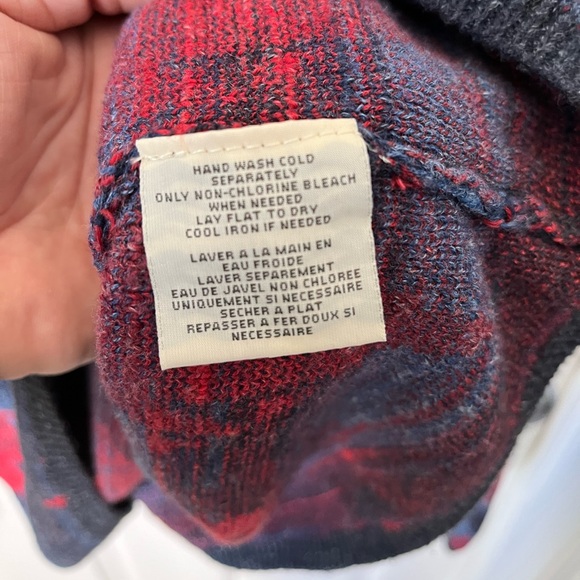 HAND WASH COLD
SEPARATELY
ONLY NON-CHLORINE BLEACH
WHEN NEEDED
LAY FLAT TO DRY
COOL IRON IF NEEDED
LAVER A LA MAIN EN
EAU FROIDE
LAVER SEPAREMENT
EAU DE JAVEL NON CHLOREE
UNIQUEMENT SI NECESSAIRE
SECHER A PLAT
REPASSER A FER DOUX SI
NECESSAIRE